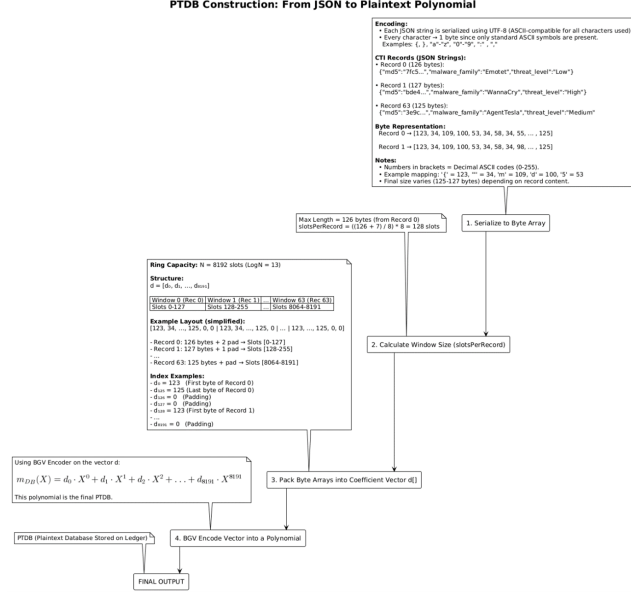 PTDB Construction: From JSON to Plaintext Polynomial
Encoding:
• Each JSON string is serialized using UTF-8 (ASCII-compatible for all characters used)
• Every character → 1 byte since only standard ASCII symbols are present.
Examples: {, }, "a"-"z", "0"-"9", ":" , ","
CTI Records (JSON Strings):
• Record 0 (126 bytes):
{"md5":"7fc5...","malware_family":"Emotet","threat_level":"Low"}
• Record 1 (127 bytes):
{"md5":"bde4...","malware_family":"WannaCry","threat_level":"High"}
• Record 63 (125 bytes):
{"md5":"3e9c...","malware_family":"AgentTesla","threat_level":"Medium"
Byte Representation:
Record 0 → [123, 34, 109, 100, 53, 34, 58, 34, 55, ... , 125]
Record 1 → [123, 34, 109, 100, 53, 34, 58, 34, 98, ... , 125]
Notes:
• Numbers in brackets = Decimal ASCII codes (0-255).
• Example mapping: '{' = 123, '"' = 34, 'm' = 109, 'd' = 100, '5' = 53
• Final size varies (125-127 bytes) depending on record content.
Max Length = 126 bytes (from Record 0)
slotsPerRecord = ((126 + 7) / 8) * 8 = 128 slots
1. Serialize to Byte Array
Ring Capacity: N = 8192 slots (LogN = 13)
Structure:
d = [d₀, d₁, ..., d₈₁₉₁]
Window 0 (Rec 0) Window 1 (Rec 1) ... Window 63 (Rec 63)
Slots 0-127 Slots 128-255 ... Slots 8064-8191
Example Layout (simplified):
[123, 34, ..., 125, 0, 0 | 123, 34, ..., 125, 0 | ... | 123, ..., 125, 0, 0]
- Record 0: 126 bytes + 2 pad → Slots [0-127]
- Record 1: 127 bytes + 1 pad → Slots [128-255]
- ...
- Record 63: 125 bytes + pad → Slots [8064-8191]
Index Examples:
- d₀ = 123 (First byte of Record 0)
- d₁₂₅ = 125 (Last byte of Record 0)
- d₁₂₆ = 0 (Padding)
- d₁₂₇ = 0 (Padding)
- d₁₂₈ = 123 (First byte of Record 1)
- ...
- d₈₁₉₁ = 0 (Padding)
2. Calculate Window Size (slotsPerRecord)
Using BGV Encoder on the vector d:
m_DB(X) = d₀ · X⁰ + d₁ · X¹ + d₂ · X² + . . . + d₈₁₉₁ · X⁸¹⁹¹
This polynomial is the final PTDB.
3. Pack Byte Arrays into Coefficient Vector d[]
PTDB (Plaintext Database Stored on Ledger)
4. BGV Encode Vector into a Polynomial
FINAL OUTPUT